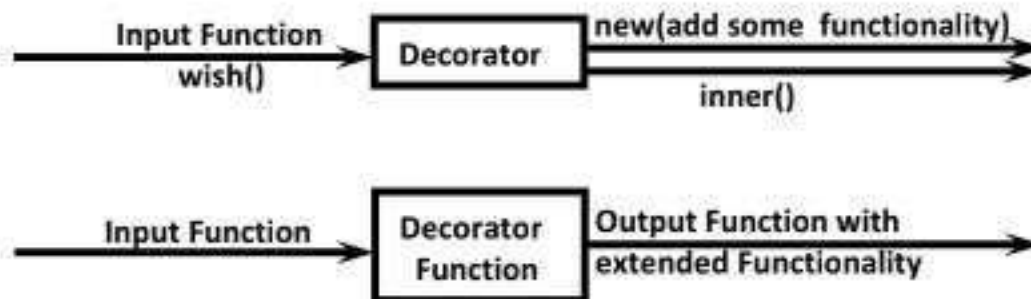 Input Function
wish()
Decorator
new(add some functionality)
inner()
Input Function
Decorator
Function
Output Function with
extended Functionality